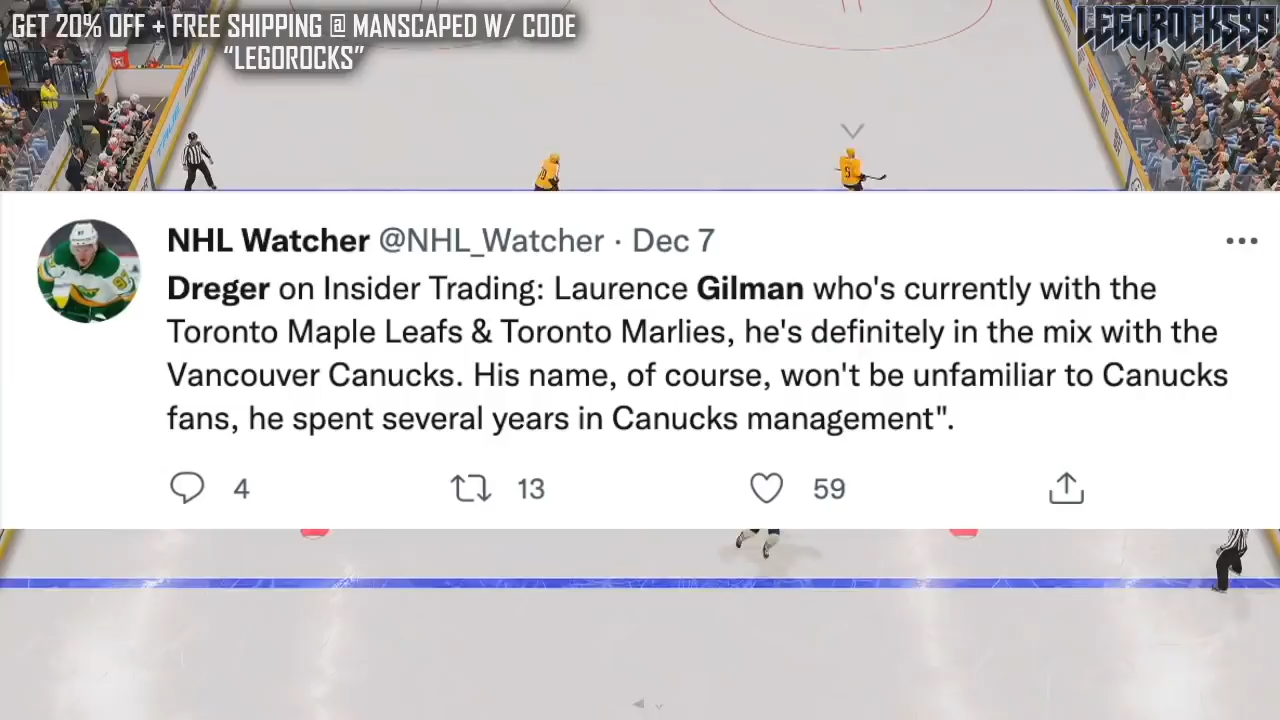 GET 20% OFF + FREE SHIPPING @ MANSCAPED W/ CODE
"LEGOROCKS"
LEGOROCKS99
NHL Watcher @NHL_Watcher · Dec 7
Dreger on Insider Trading: Laurence Gilman who's currently with the
Toronto Maple Leafs & Toronto Marlies, he's definitely in the mix with the
Vancouver Canucks. His name, of course, won't be unfamiliar to Canucks
fans, he spent several years in Canucks management".
4 13 59